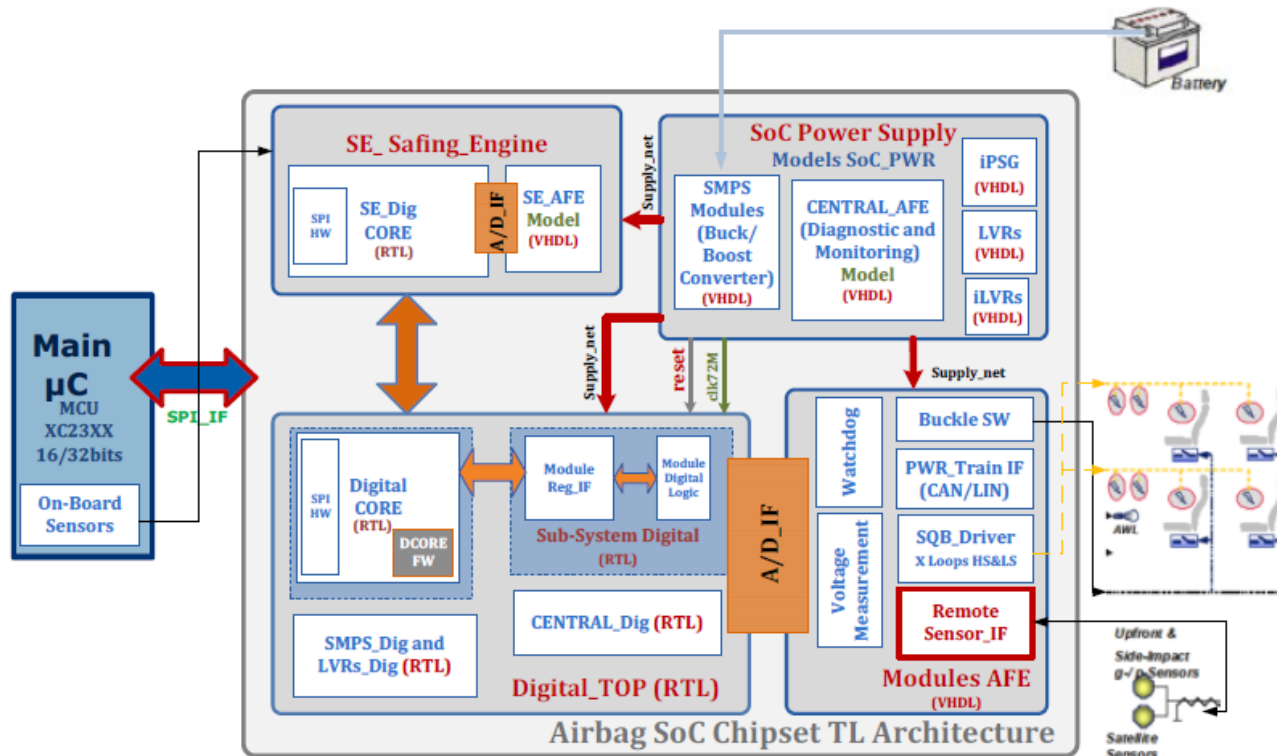 Battery
SE_ Safing_Engine
SPI
HW
SE_Dig
CORE
(RTL)
A/D_IF
SE_AFE
Model
(VHDL)
Supply_net
SoC Power Supply
Models SoC_PWR
SMPS
Modules
(Buck/
Boost
Converter)
(VHDL)
CENTRAL_AFE
(Diagnostic and
Monitoring)
Model
(VHDL)
iPSG
(VHDL)
LVRs
(VHDL)
iLVRs
(VHDL)
Main
µC
MCU
XC23XX
16/32bits
On-Board
Sensors
SPI_IF
Supply_net
reset
clk72M
Supply_net
SPI
HW
Digital
CORE
(RTL)
DCORE
FW
Module
Reg_IF
Module
Digital
Logic
Sub-System Digital
(RTL)
SMPS_Dig and
LVRs_Dig (RTL)
CENTRAL_Dig (RTL)
Digital_TOP (RTL)
A/D_IF
Watchdog
Voltage
Measurement
Buckle SW
PWR_Train IF
(CAN/LIN)
SQB_Driver
X Loops HS&LS
Remote
Sensor_IF
Modules AFE
(VHDL)
AWL
Upfront &
Side-Impact
g-/ p-Sensors
Satellite
Sensors
Airbag SoC Chipset TL Architecture